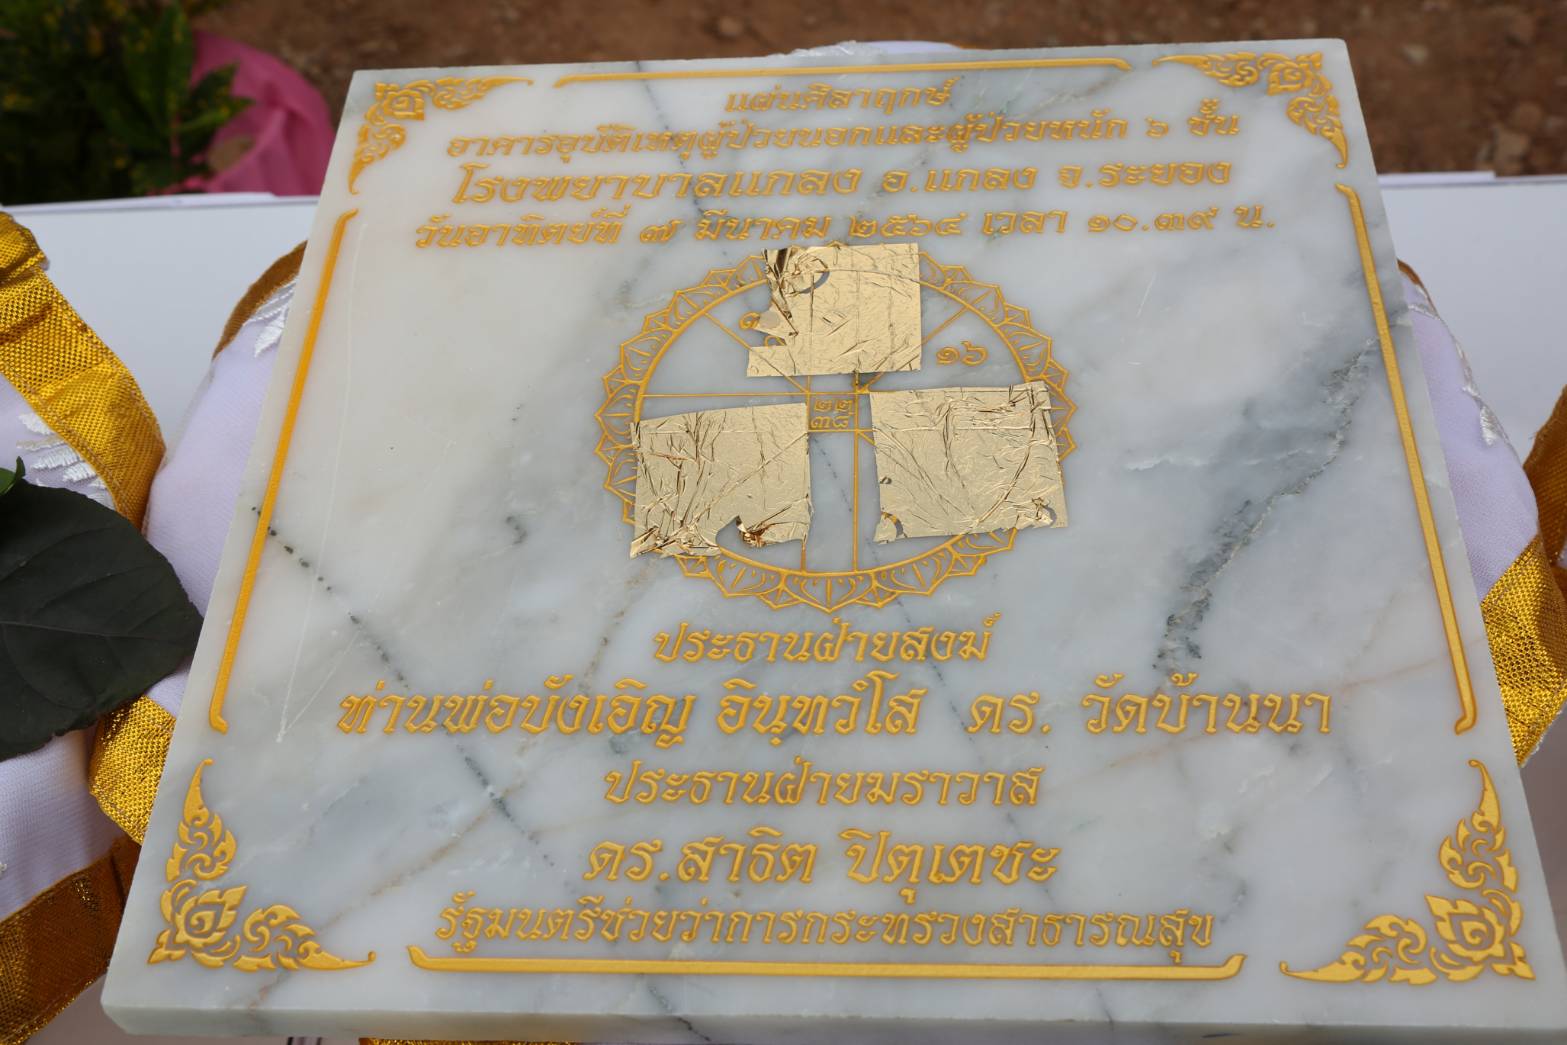 แผ่นศิลาฤกษ์
อาคารอุบัติเหตุผู้ป่วยนอกและผู้ป่วยหนัก ๖ ชั้น
โรงพยาบาลแกลง อ.แกลง จ.ระยอง
วันอาทิตย์ที่ ๗ มีนาคม ๒๕๖๔ เวลา ๑๐.๓๙ น.
๑๖
๒๒
๓๘
ประธานฝ่ายสงฆ์
ท่านพ่อบังเอิญ อินฺทวํโส ดร. วัดบ้านนา
ประธานฝ่ายฆราวาส
ดร.สาธิต ปิตุเตชะ
รัฐมนตรีช่วยว่าการกระทรวงสาธารณสุข